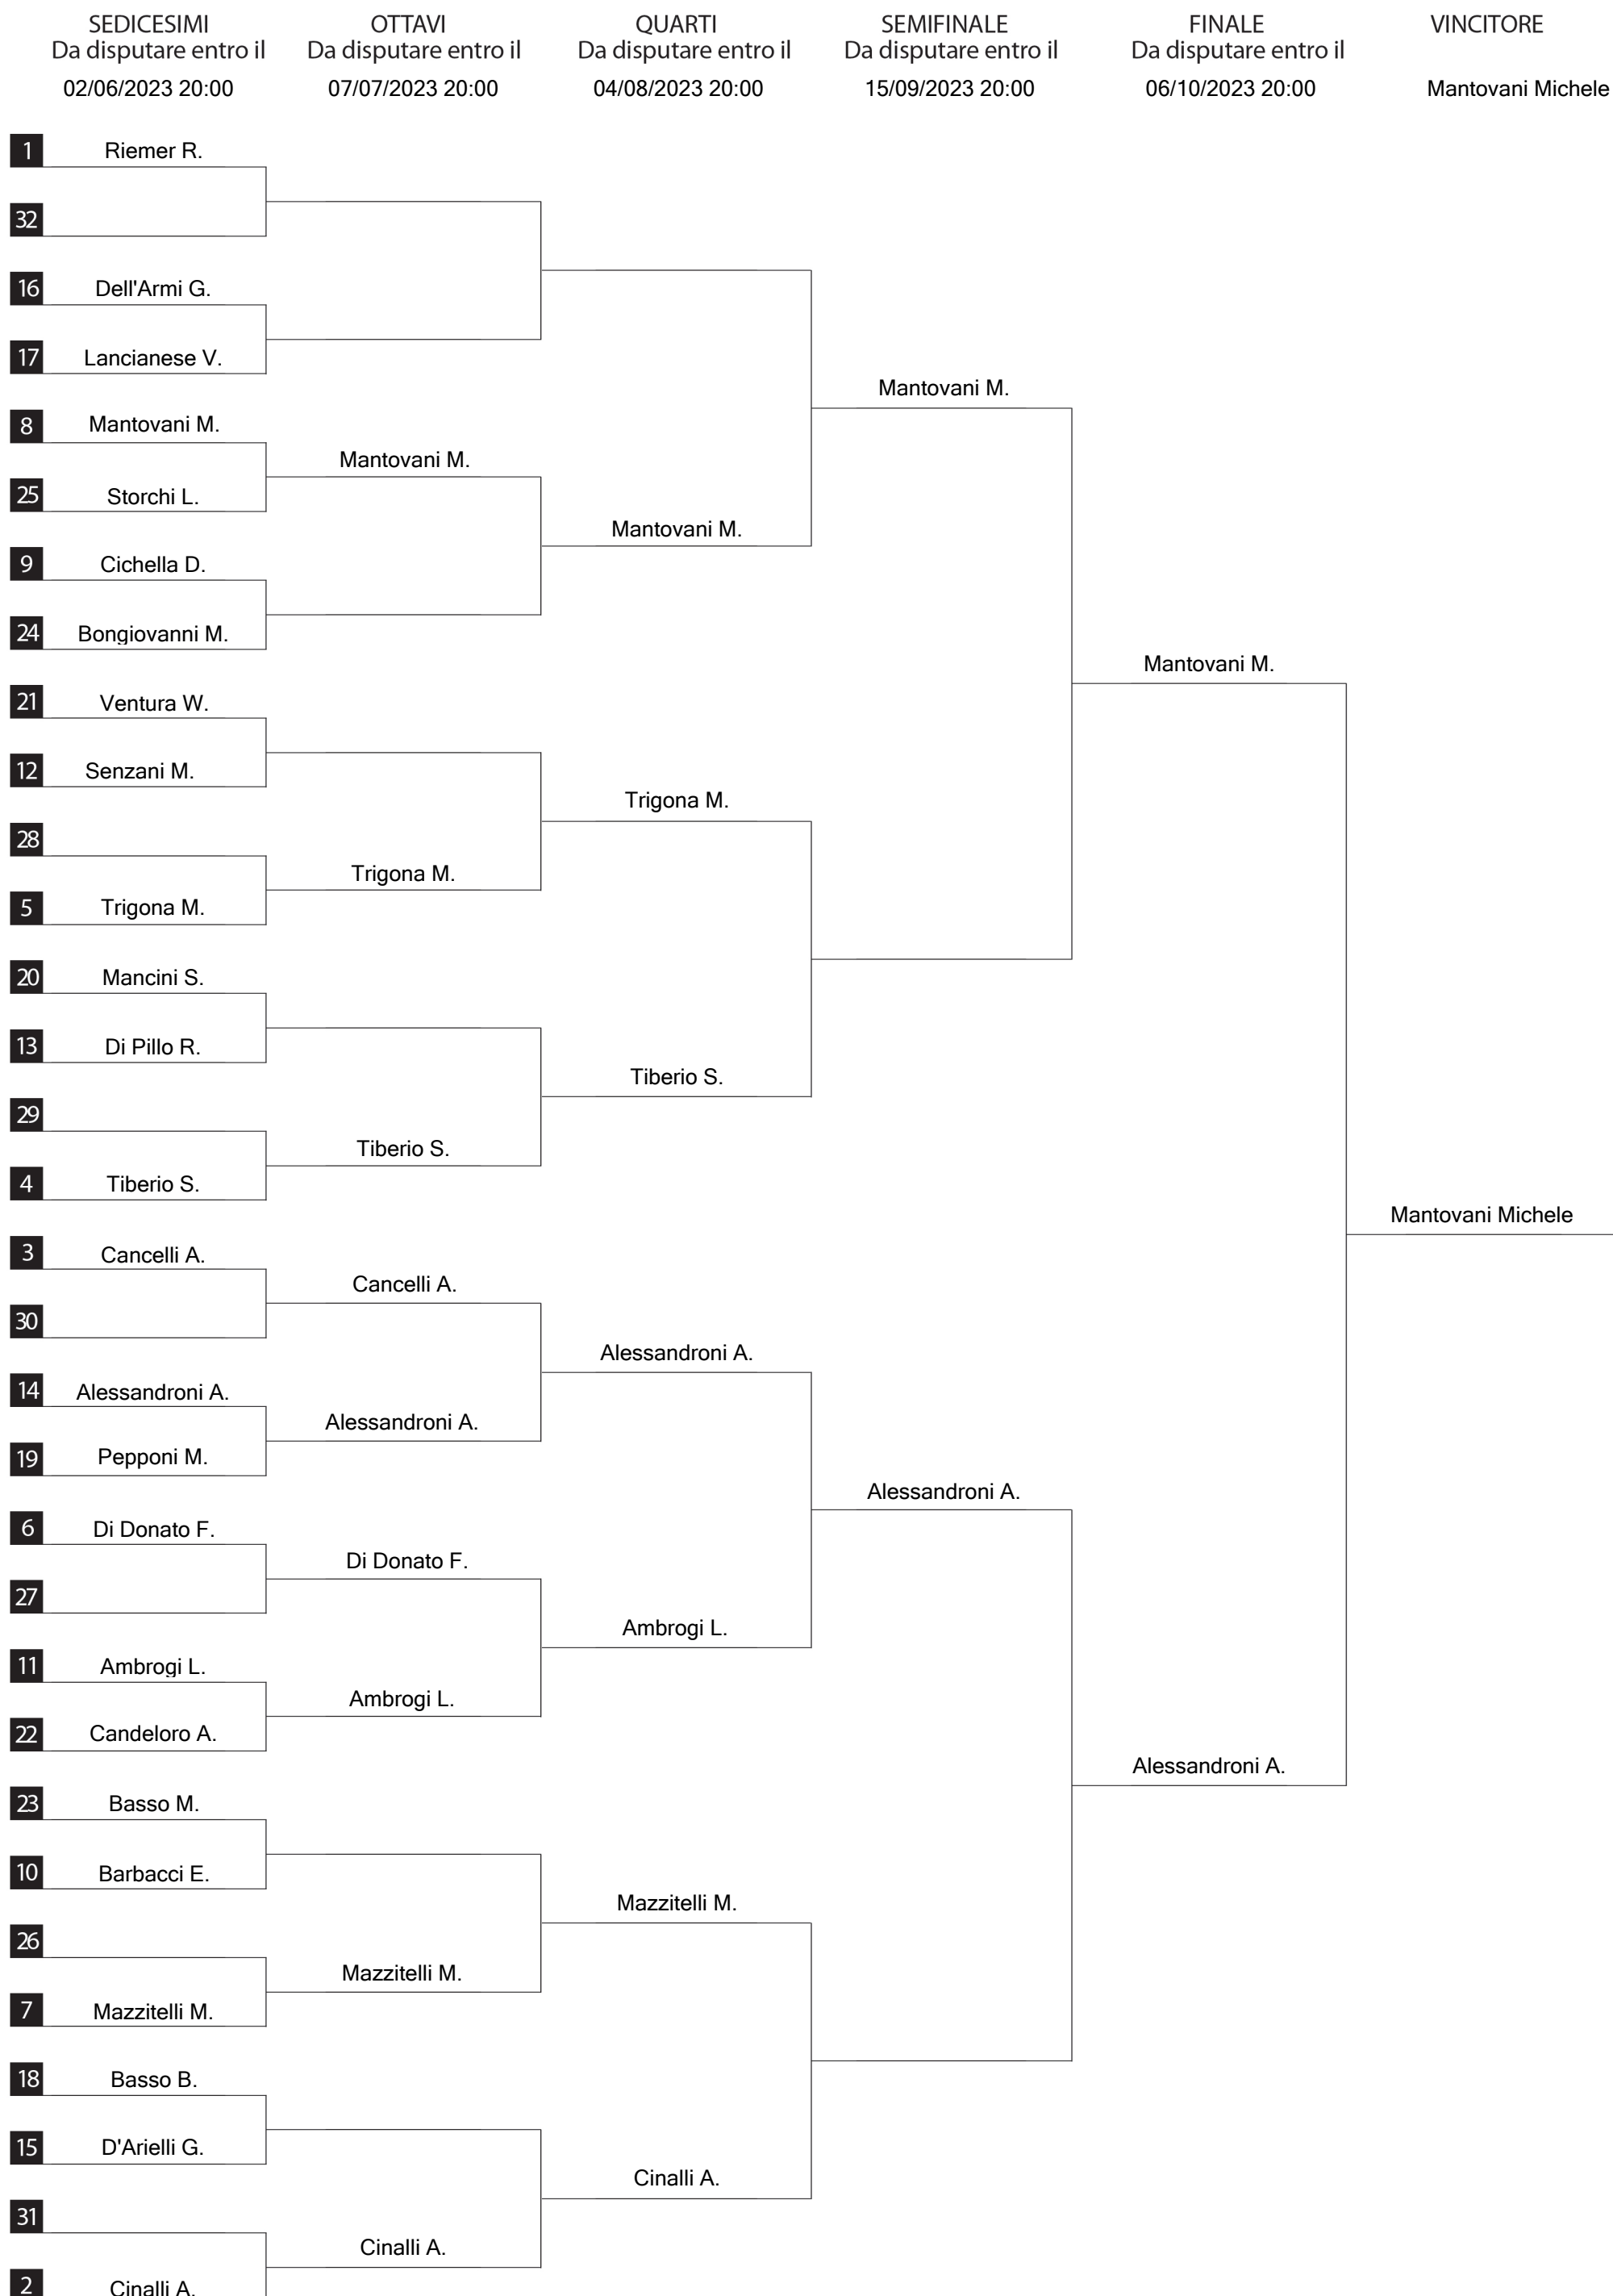 SEDICESIMI
Da disputare entro il
02/06/2023 20:00
OTTAVI
Da disputare entro il
07/07/2023 20:00
QUARTI
Da disputare entro il
04/08/2023 20:00
SEMIFINALE
Da disputare entro il
15/09/2023 20:00
FINALE
Da disputare entro il
06/10/2023 20:00
VINCITORE
Mantovani Michele
1 Riemer R.
32
16 Dell'Armi G.
17 Lancianese V.
8 Mantovani M.
25 Storchi L.
9 Cichella D.
24 Bongiovanni M.
21 Ventura W.
12 Senzani M.
28
5 Trigona M.
20 Mancini S.
13 Di Pillo R.
29
4 Tiberio S.
3 Cancelli A.
30
14 Alessandroni A.
19 Pepponi M.
6 Di Donato F.
27
11 Ambrogi L.
22 Candeloro A.
23 Basso M.
10 Barbacci E.
26
7 Mazzitelli M.
18 Basso B.
15 D'Arielli G.
31
2 Cinalli A.
Mantovani M.
Trigona M.
Tiberio S.
Cancelli A.
Alessandroni A.
Di Donato F.
Ambrogi L.
Mazzitelli M.
Cinalli A.
Mantovani M.
Trigona M.
Tiberio S.
Alessandroni A.
Ambrogi L.
Mazzitelli M.
Cinalli A.
Mantovani M.
Alessandroni A.
Mantovani M.
Alessandroni A.
Mantovani Michele